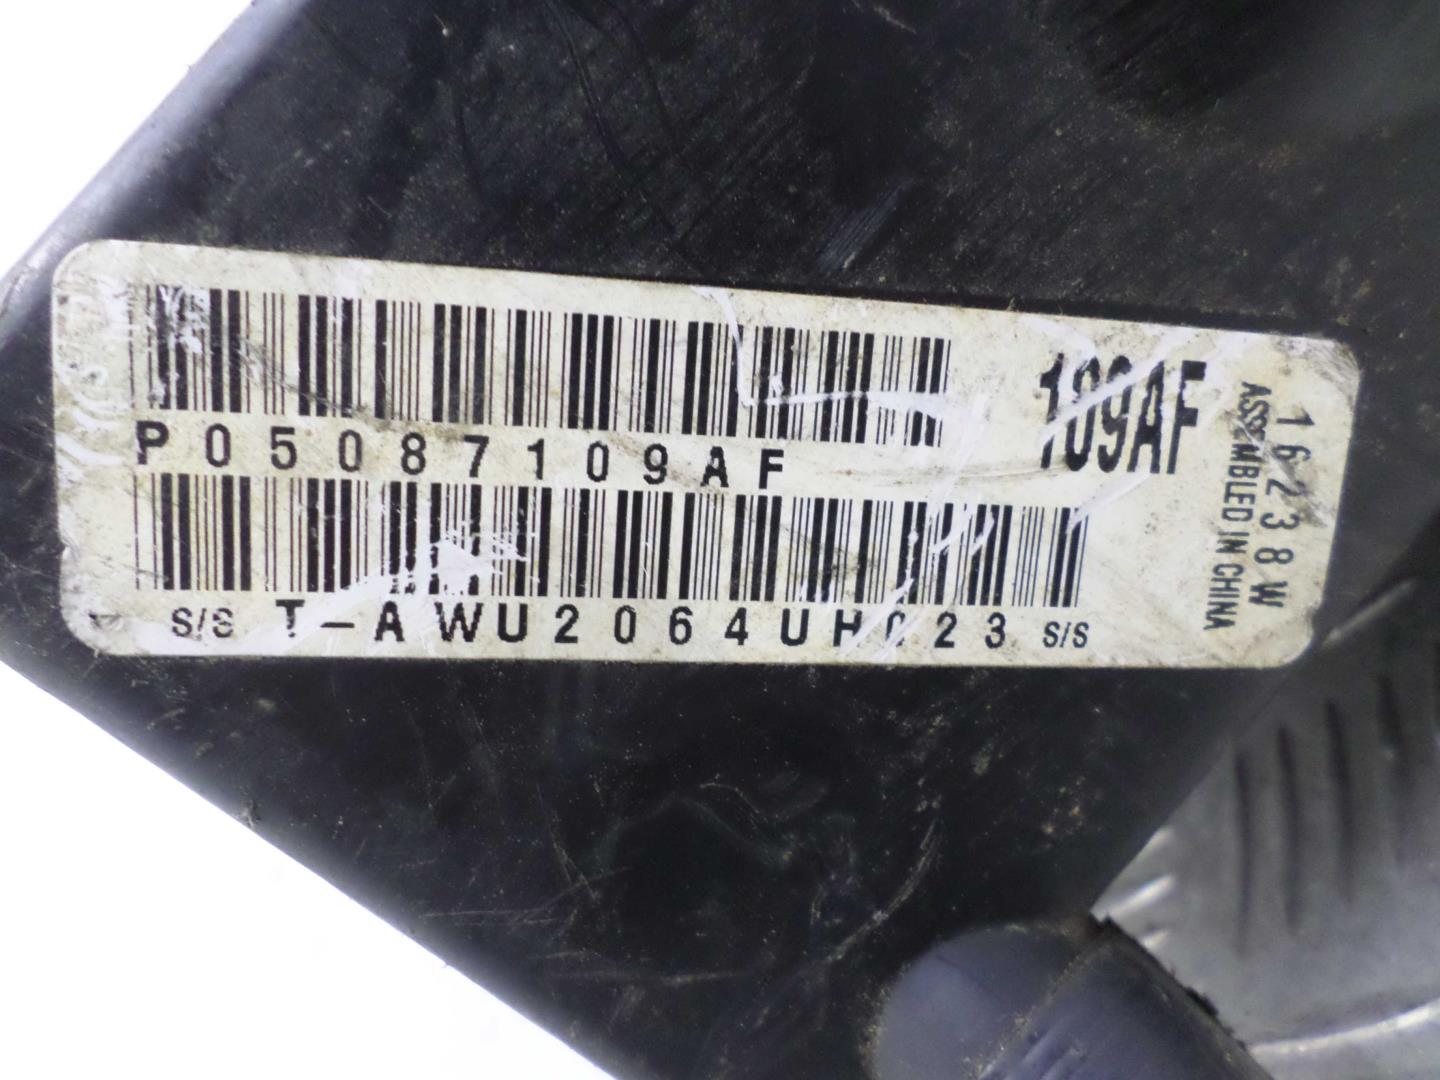 P05087109AF
109AF
S/S T-AWU2064UH023 S/S
16238W
ASSEMBLED IN CHINA